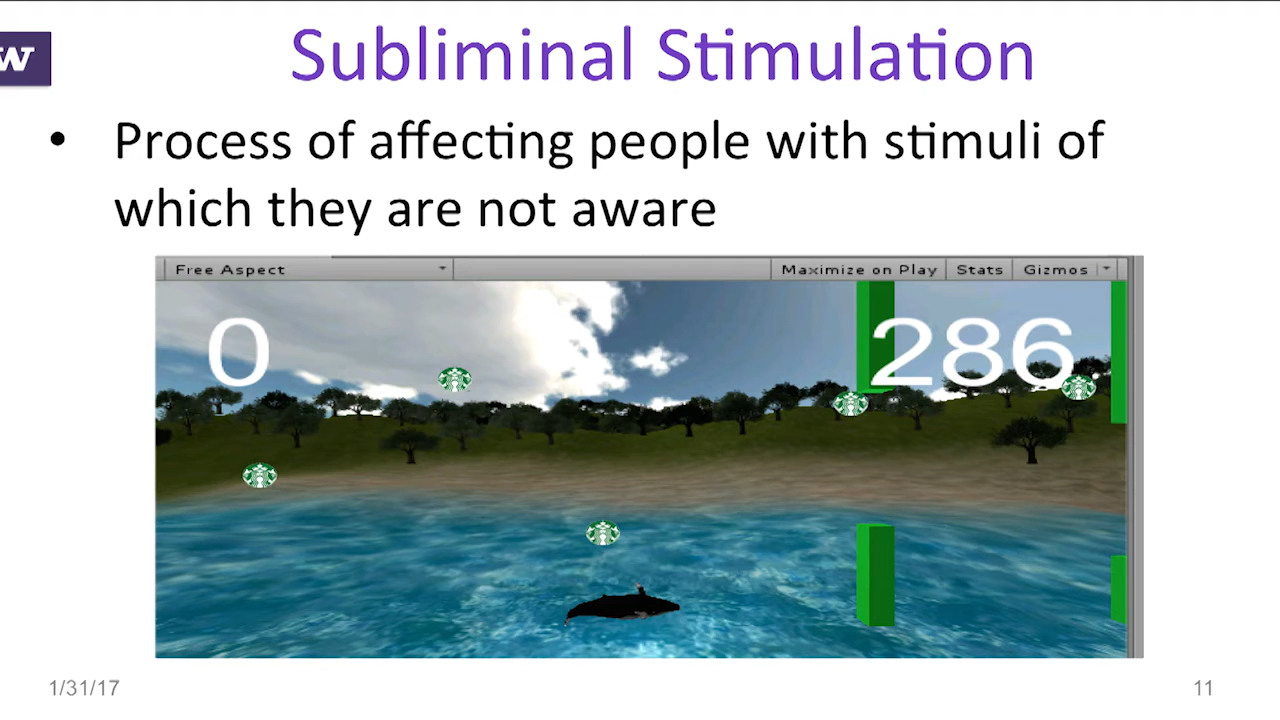 W
Subliminal Stimulation
• Process of affecting people with stimuli of
which they are not aware
Free Aspect
Maximize on Play Stats Gizmos
0
286
1/31/17
11